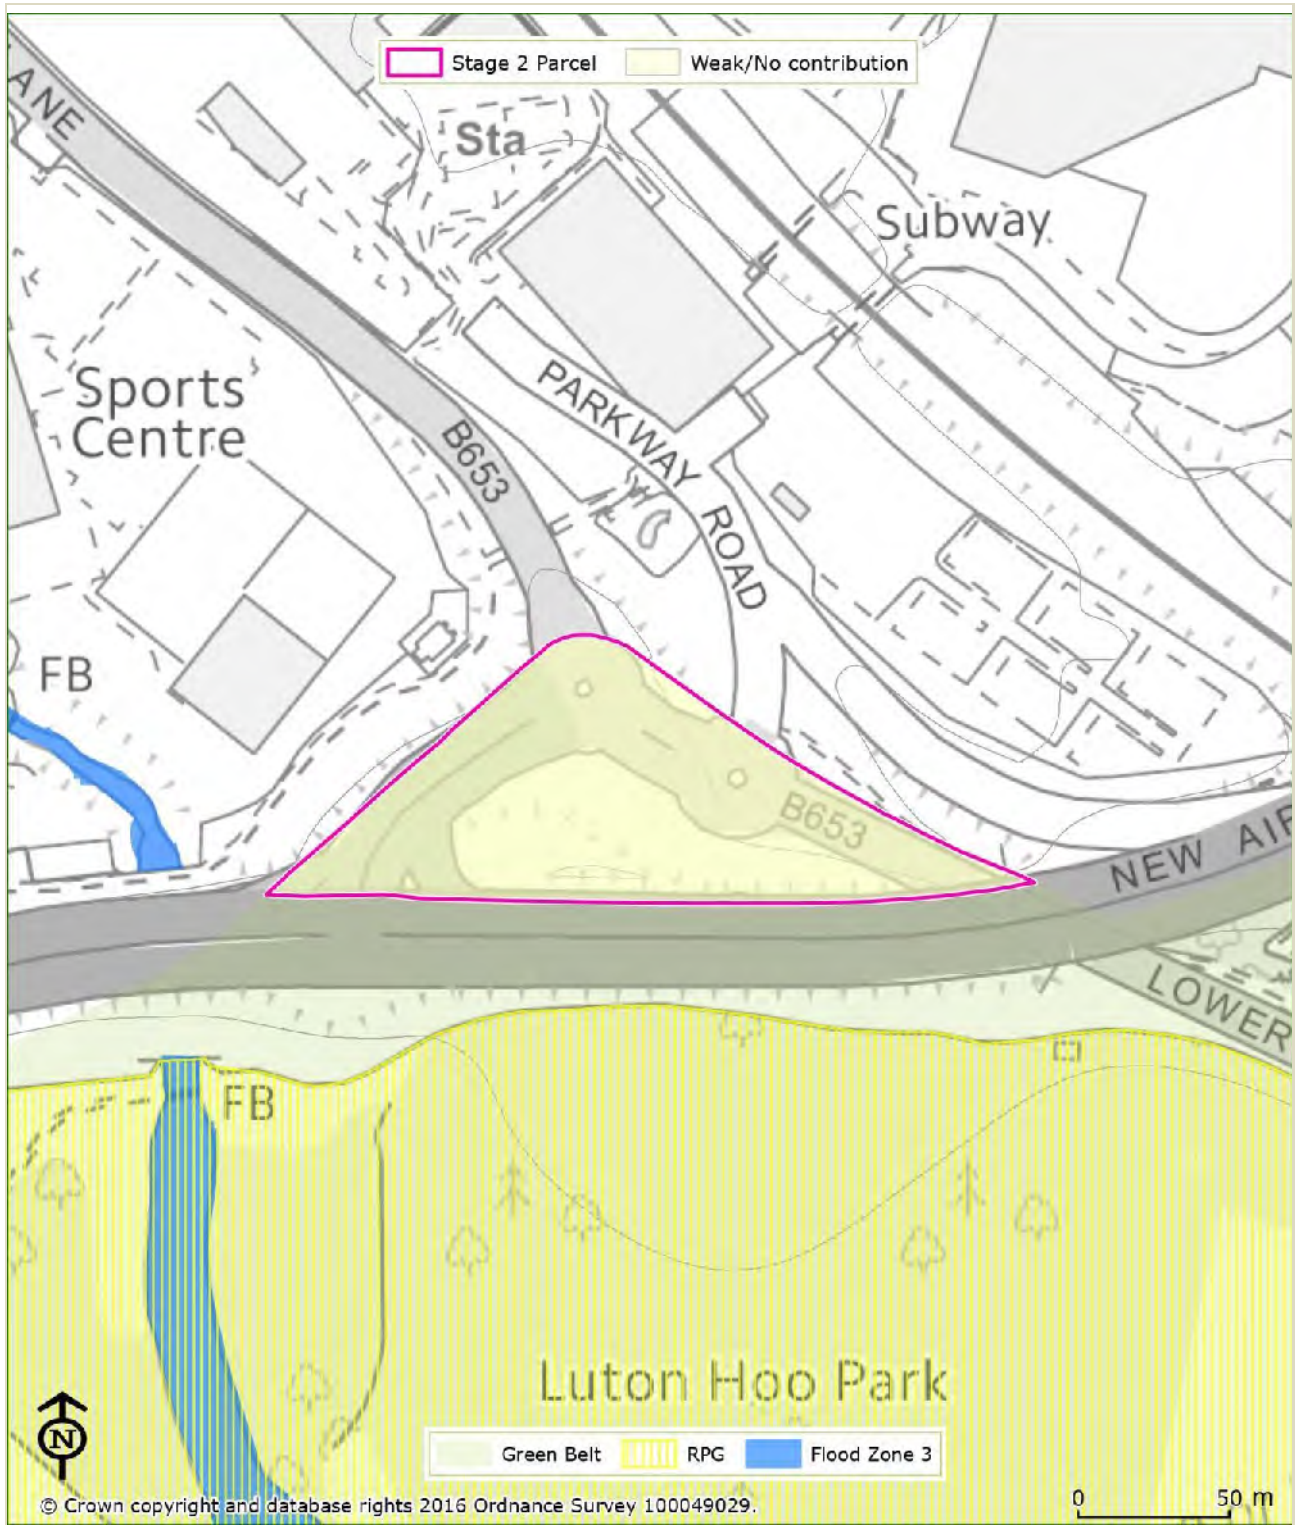 Stage 2 Parcel
Weak/No contribution
ANE
Sta
Subway
Sports
Centre
PARKWAY
ROAD
B653
FB
B653
NEW AIR
LOWER
FB
Luton Hoo Park
Green Belt
RPG
Flood Zone 3
N
© Crown copyright and database rights 2016 Ordnance Survey 100049029.
0
50 m